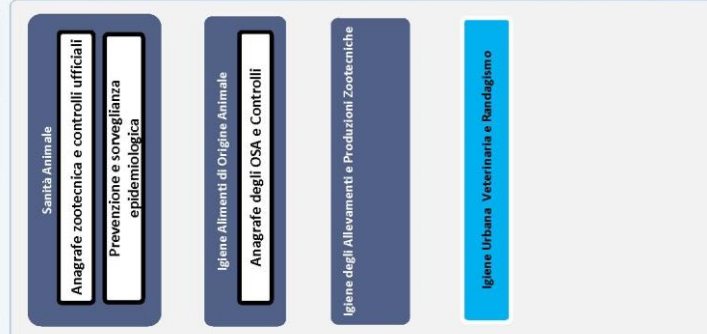 Sanità Animale
Anagrafe zootecnica e controlli ufficiali
Prevenzione e sorveglianza
epidemiologica
Igiene Alimenti di Origine Animale
Anagrafe degli OSA e Controlli
Igiene degli Allevamenti e Produzioni Zootecniche
Igiene Urbana Veterinaria e Randagismo